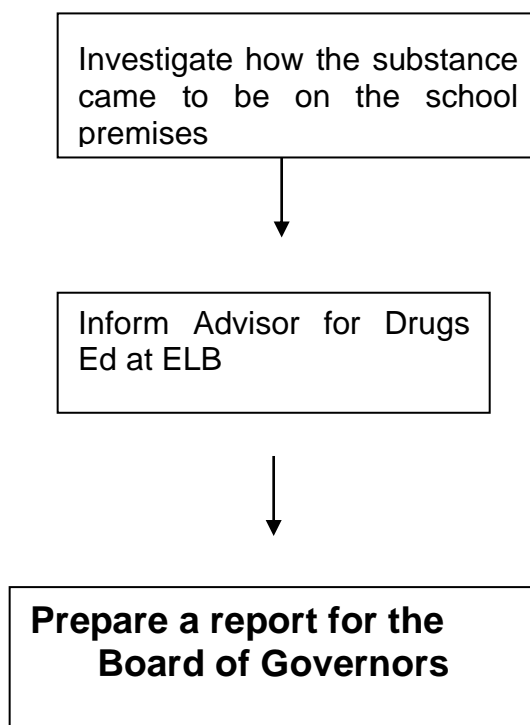 Investigate how the substance
came to be on the school
premises
Inform Advisor for Drugs
Ed at ELB
Prepare a report for the
Board of Governors